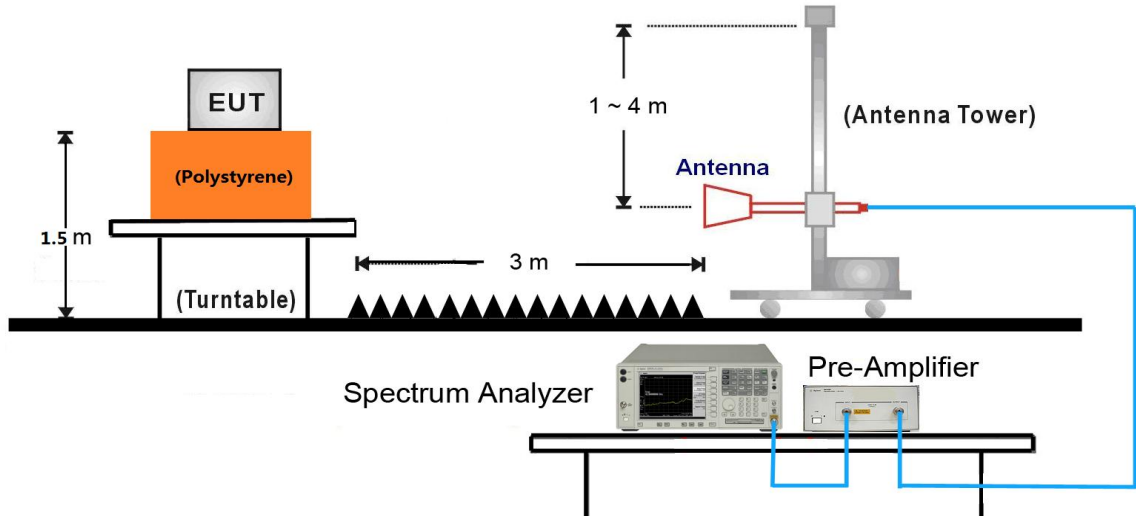 EUT
1 ~ 4 m
(Antenna Tower)
(Polystyrene)
Antenna
1.5 m
3 m
(Turntable)
Spectrum Analyzer
Pre-Amplifier